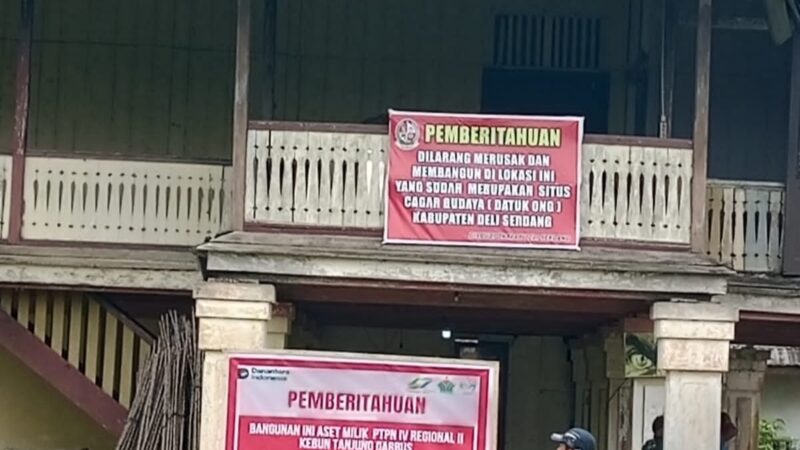 PEMBERITAHUAN
DILARANG MERUSAK DAN
MEMBANGUN DI LOKASI INI
YANG SUDAH MERUPAKAN SITUS
CAGAR BUDAYA ( DATUK ONG )
KABUPATEN DELI SERDANG
Danantara
Indonesia
PEMBERITAHUAN
BANGUNAN INI ASET MILIK PTPN IV REGIONAL II
KEBUN TANJUNG GARBUS